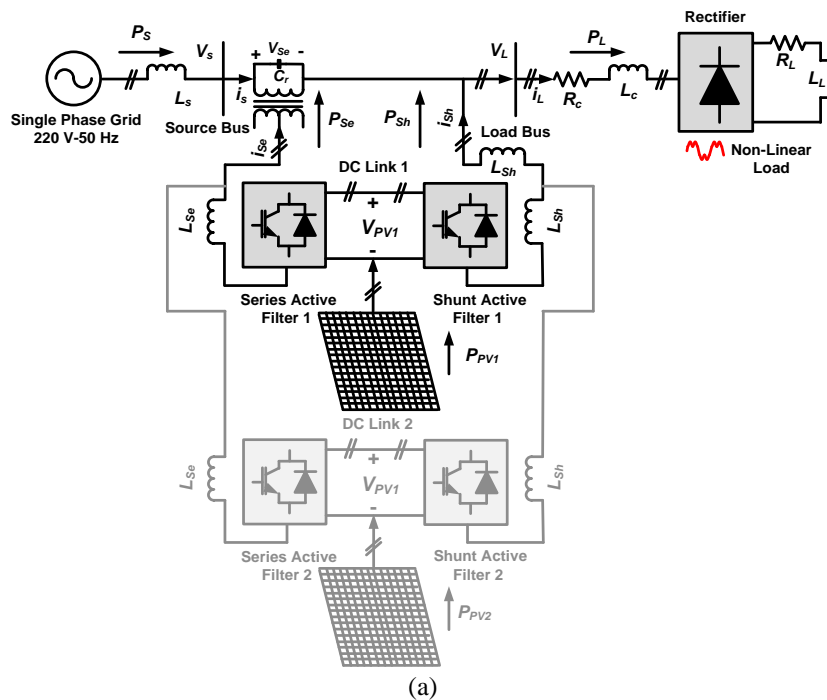 P_S
V_s
+ V_Se -
C_r
V_L
P_L
Rectifier
R_L
L_L
L_s
i_s
i_L
R_c
L_c
Single Phase Grid
220 V-50 Hz
Source Bus
P_Se
P_Sh
i_Sh
Load Bus
i_Se
L_Sh
Non-Linear
Load
DC Link 1
L_Se
+
V_PV1
-
L_Sh
Series Active
Filter 1
Shunt Active
Filter 1
P_PV1
DC Link 2
L_Se
+
V_PV1
-
L_Sh
Series Active
Filter 2
Shunt Active
Filter 2
P_PV2
(a)